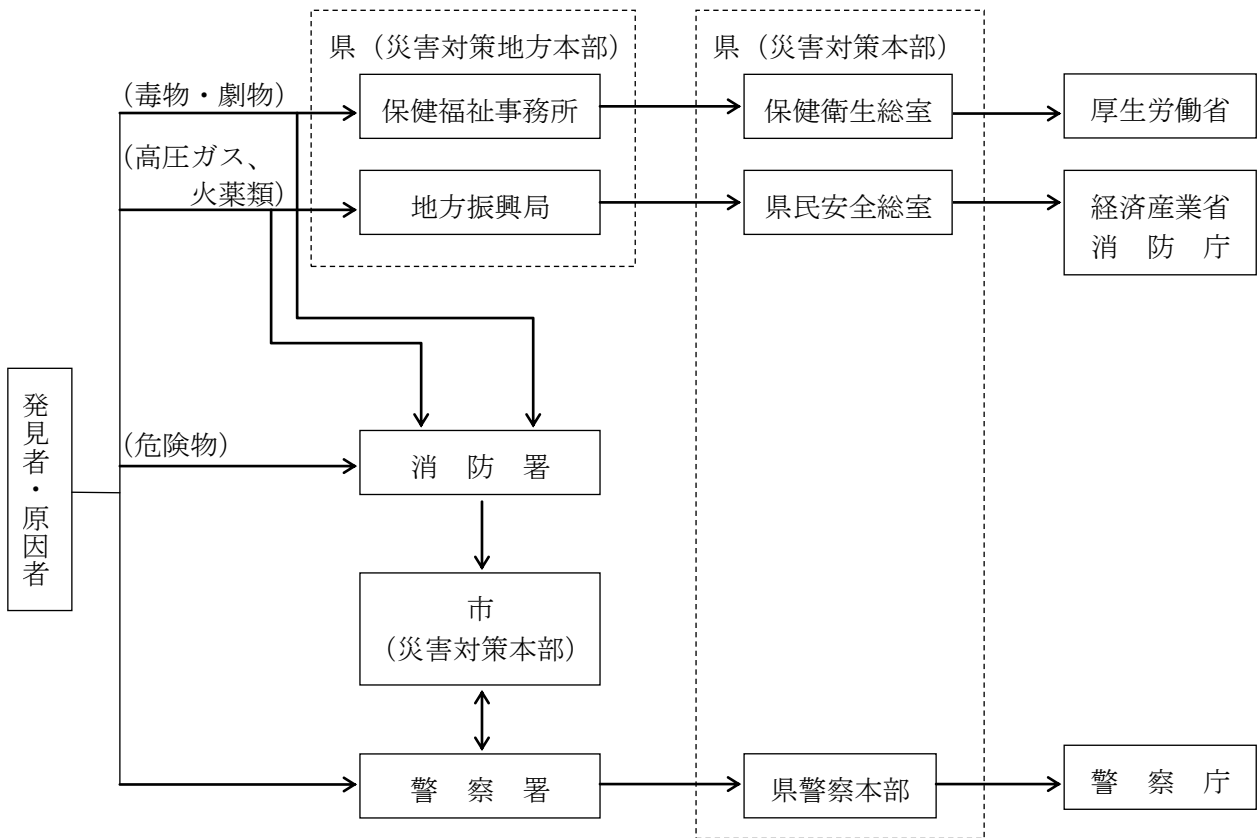 県（災害対策地方本部）
県（災害対策本部）
（毒物・劇物）
保健福祉事務所
保健衛生総室
厚生労働省
（高圧ガス、
火薬類）
地方振興局
県民安全総室
経済産業省
消　防　庁
発見者・原因者
（危険物）
消　防　署
市
（災害対策本部）
警　察　署
県警察本部
警　察　庁